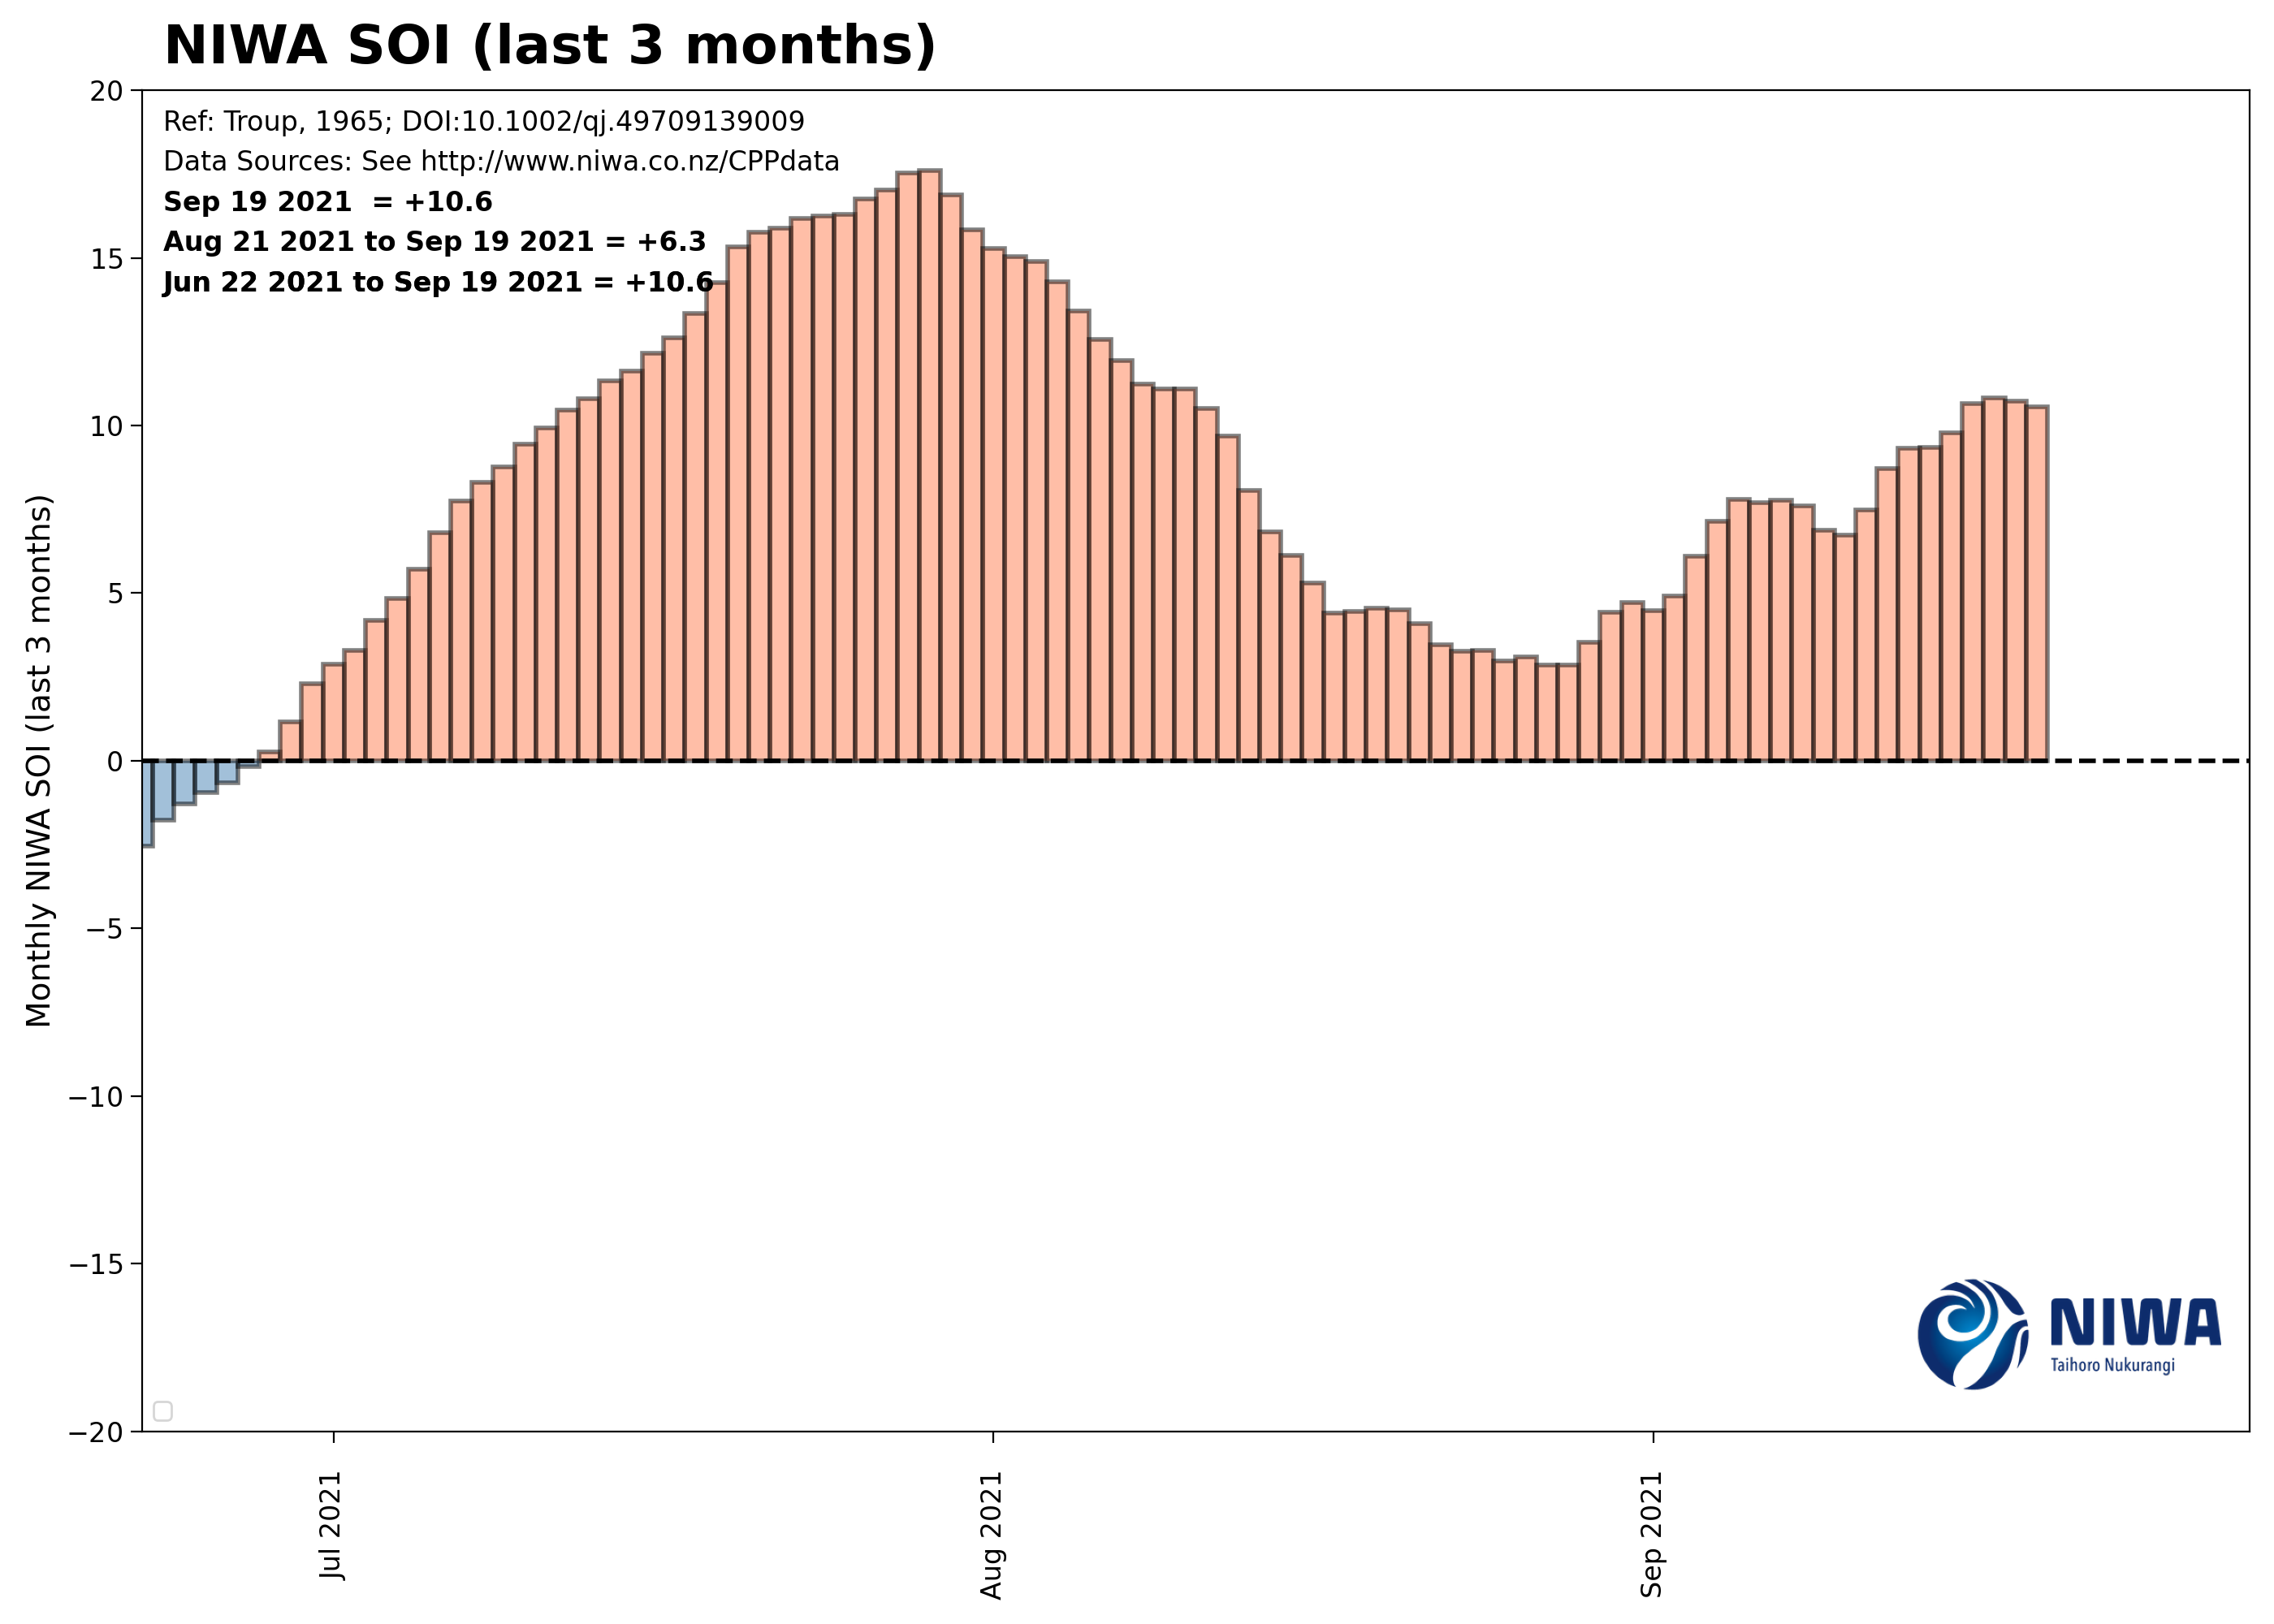 NIWA SOI (last 3 months)
Ref: Troup, 1965; DOI:10.1002/qj.49709139009
Data Sources: See http://www.niwa.co.nz/CPPdata
Sep 19 2021  = +10.6
Aug 21 2021 to Sep 19 2021 = +6.3
Jun 22 2021 to Sep 19 2021 = +10.6
Monthly NIWA SOI (last 3 months)
20
15
10
5
0
−5
−10
−15
−20
Jul 2021
Aug 2021
Sep 2021
NIWA
Taihoro Nukurangi